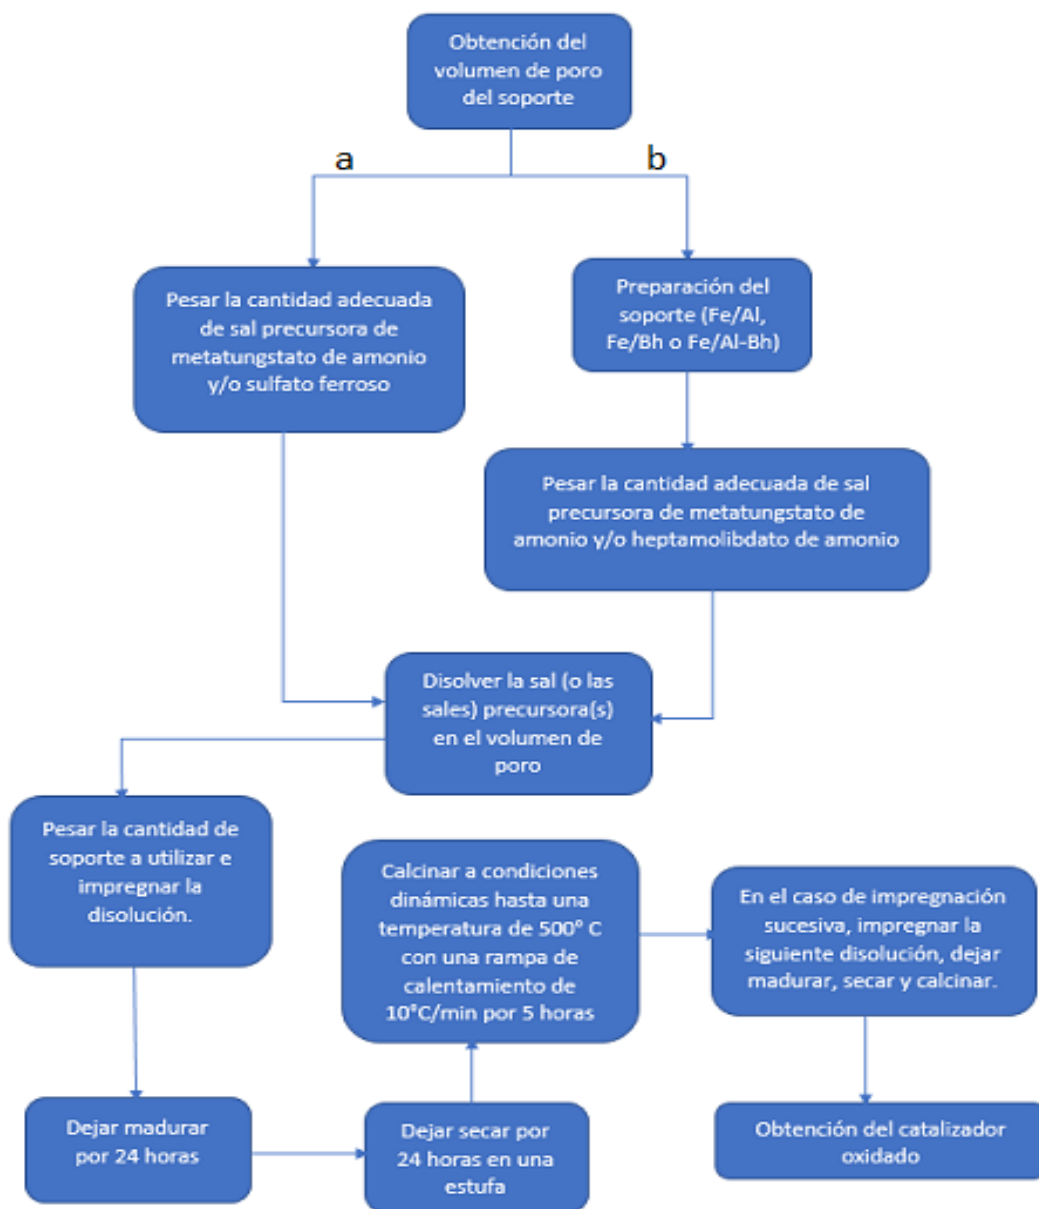 Obtención del
volumen de poro
del soporte
a
b
Pesar la cantidad adecuada
de sal precursora de
metatungstato de amonio
y/o sulfato ferroso
Preparación del
soporte (Fe/Al,
Fe/Bh o Fe/Al-Bh)
Pesar la cantidad adecuada de sal
precursora de metatungstato de
amonio y/o heptamolibdato de amonio
Disolver la sal (o las
sales) precursora(s)
en el volumen de
poro
Pesar la cantidad de
soporte a utilizar e
impregnar la
disolución.
Dejar madurar
por 24 horas
Dejar secar por
24 horas en una
estufa
Calcinar a condiciones
dinámicas hasta una
temperatura de 500° C
con una rampa de
calentamiento de
10°C/min por 5 horas
En el caso de impregnación
sucesiva, impregnar la
siguiente disolución, dejar
madurar, secar y calcinar.
Obtención del catalizador
oxidado